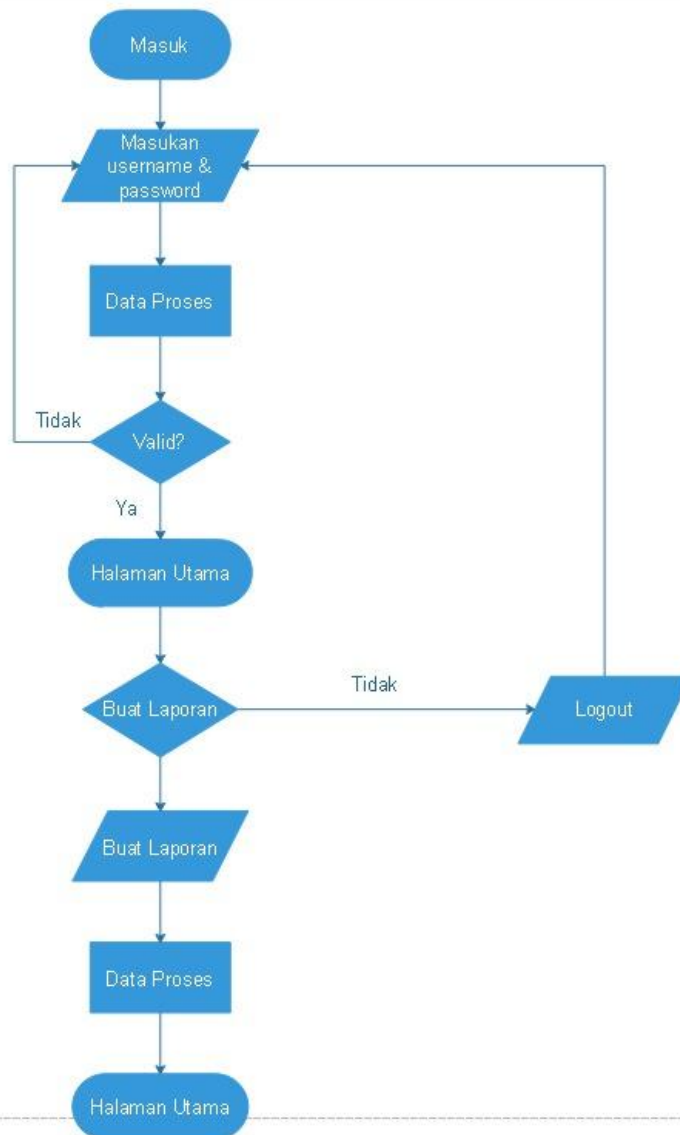 Masuk
Masukan
username &
password
Data Proses
Tidak
Valid?
Ya
Halaman Utama
Buat Laporan
Tidak
Logout
Buat Laporan
Data Proses
Halaman Utama